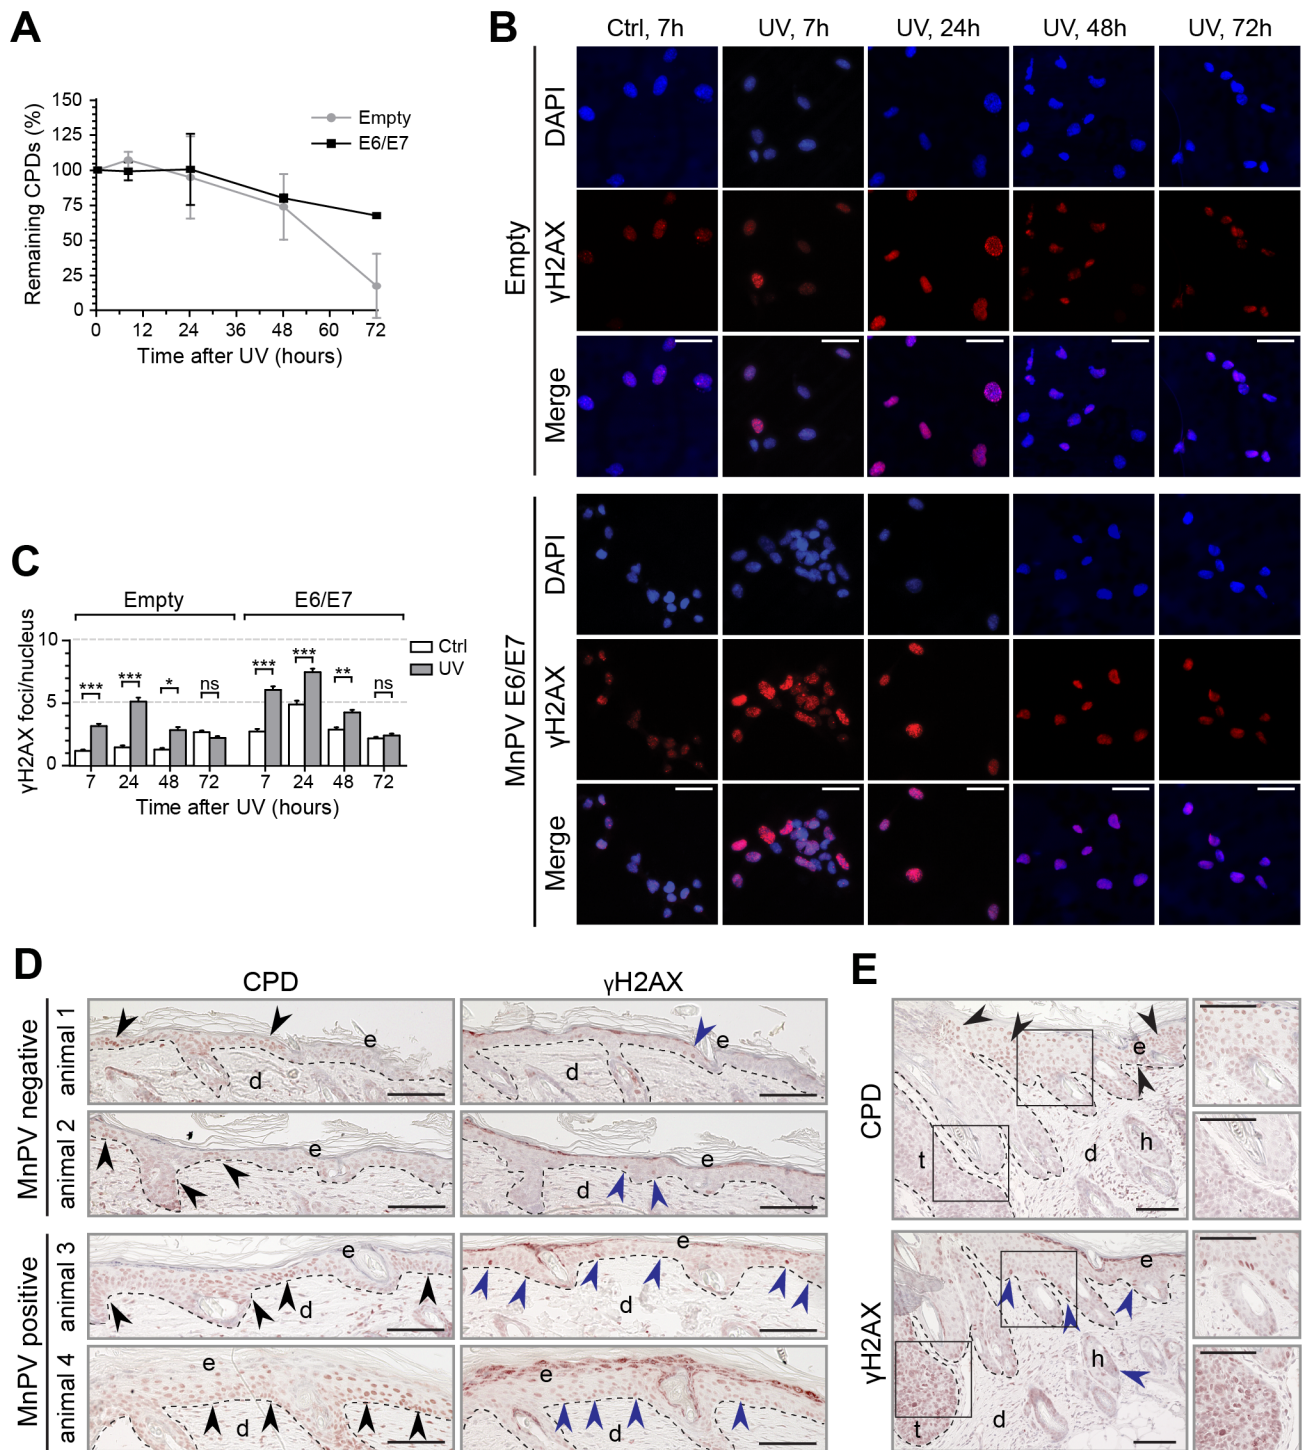 A
150
125
100
75
50
25
0
Remaining CPDs (%)
Empty
E6/E7
0 12 24 36 48 60 72
Time after UV (hours)
B
Ctrl, 7h UV, 7h UV, 24h UV, 48h UV, 72h
Empty
DAPI
γH2AX
Merge
MnPV E6/E7
DAPI
γH2AX
Merge
C
Empty E6/E7
γH2AX foci/nucleus
10
5
0
Ctrl
UV
*** *** * ns *** *** ** ns
7 24 48 72 7 24 48 72
Time after UV (hours)
D
CPD γH2AX
MnPV negative
animal 1
e
d
e
d
animal 2
e
e
d
MnPV positive
animal 3
e
d
e
d
animal 4
e
d
e
d
E
CPD
e
h
d
t
γH2AX
e
h
d
t